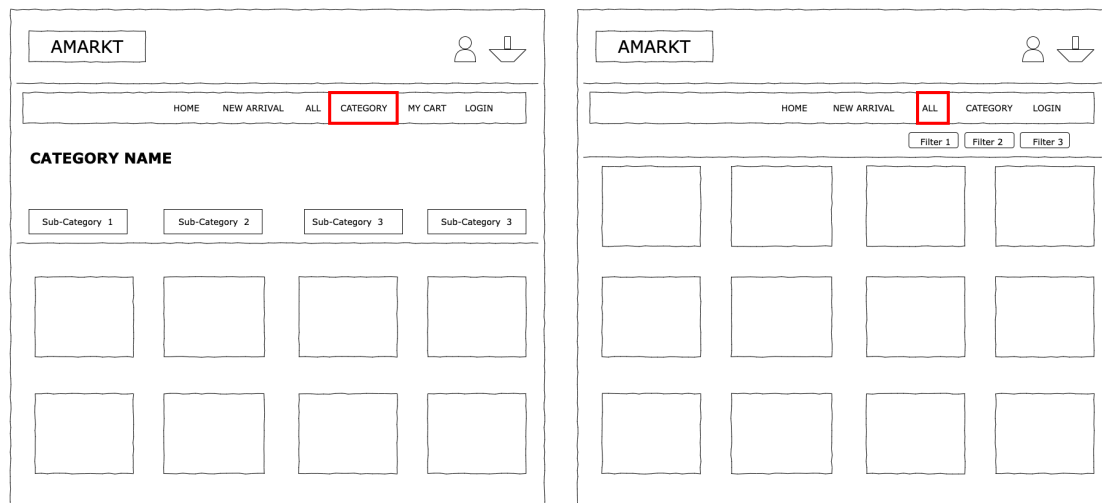 AMARKT
HOME NEW ARRIVAL ALL CATEGORY MY CART LOGIN
CATEGORY NAME
Sub-Category 1 Sub-Category 2 Sub-Category 3 Sub-Category 3
AMARKT
HOME NEW ARRIVAL ALL CATEGORY LOGIN
Filter 1 Filter 2 Filter 3